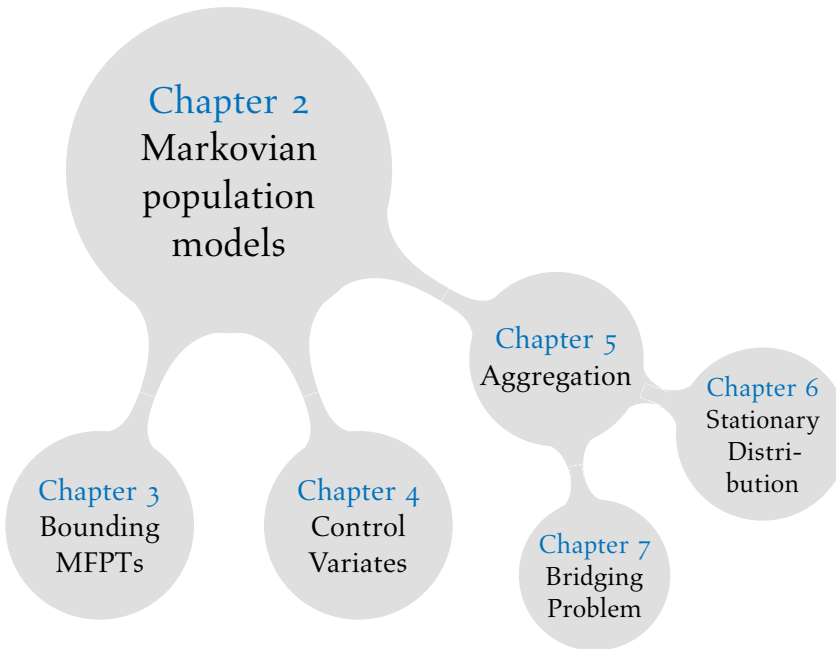 Chapter 2
Markovian
population
models
Chapter 5
Aggregation
Chapter 6
Stationary
Distri-
bution
Chapter 3
Bounding
MFPTs
Chapter 4
Control
Variates
Chapter 7
Bridging
Problem